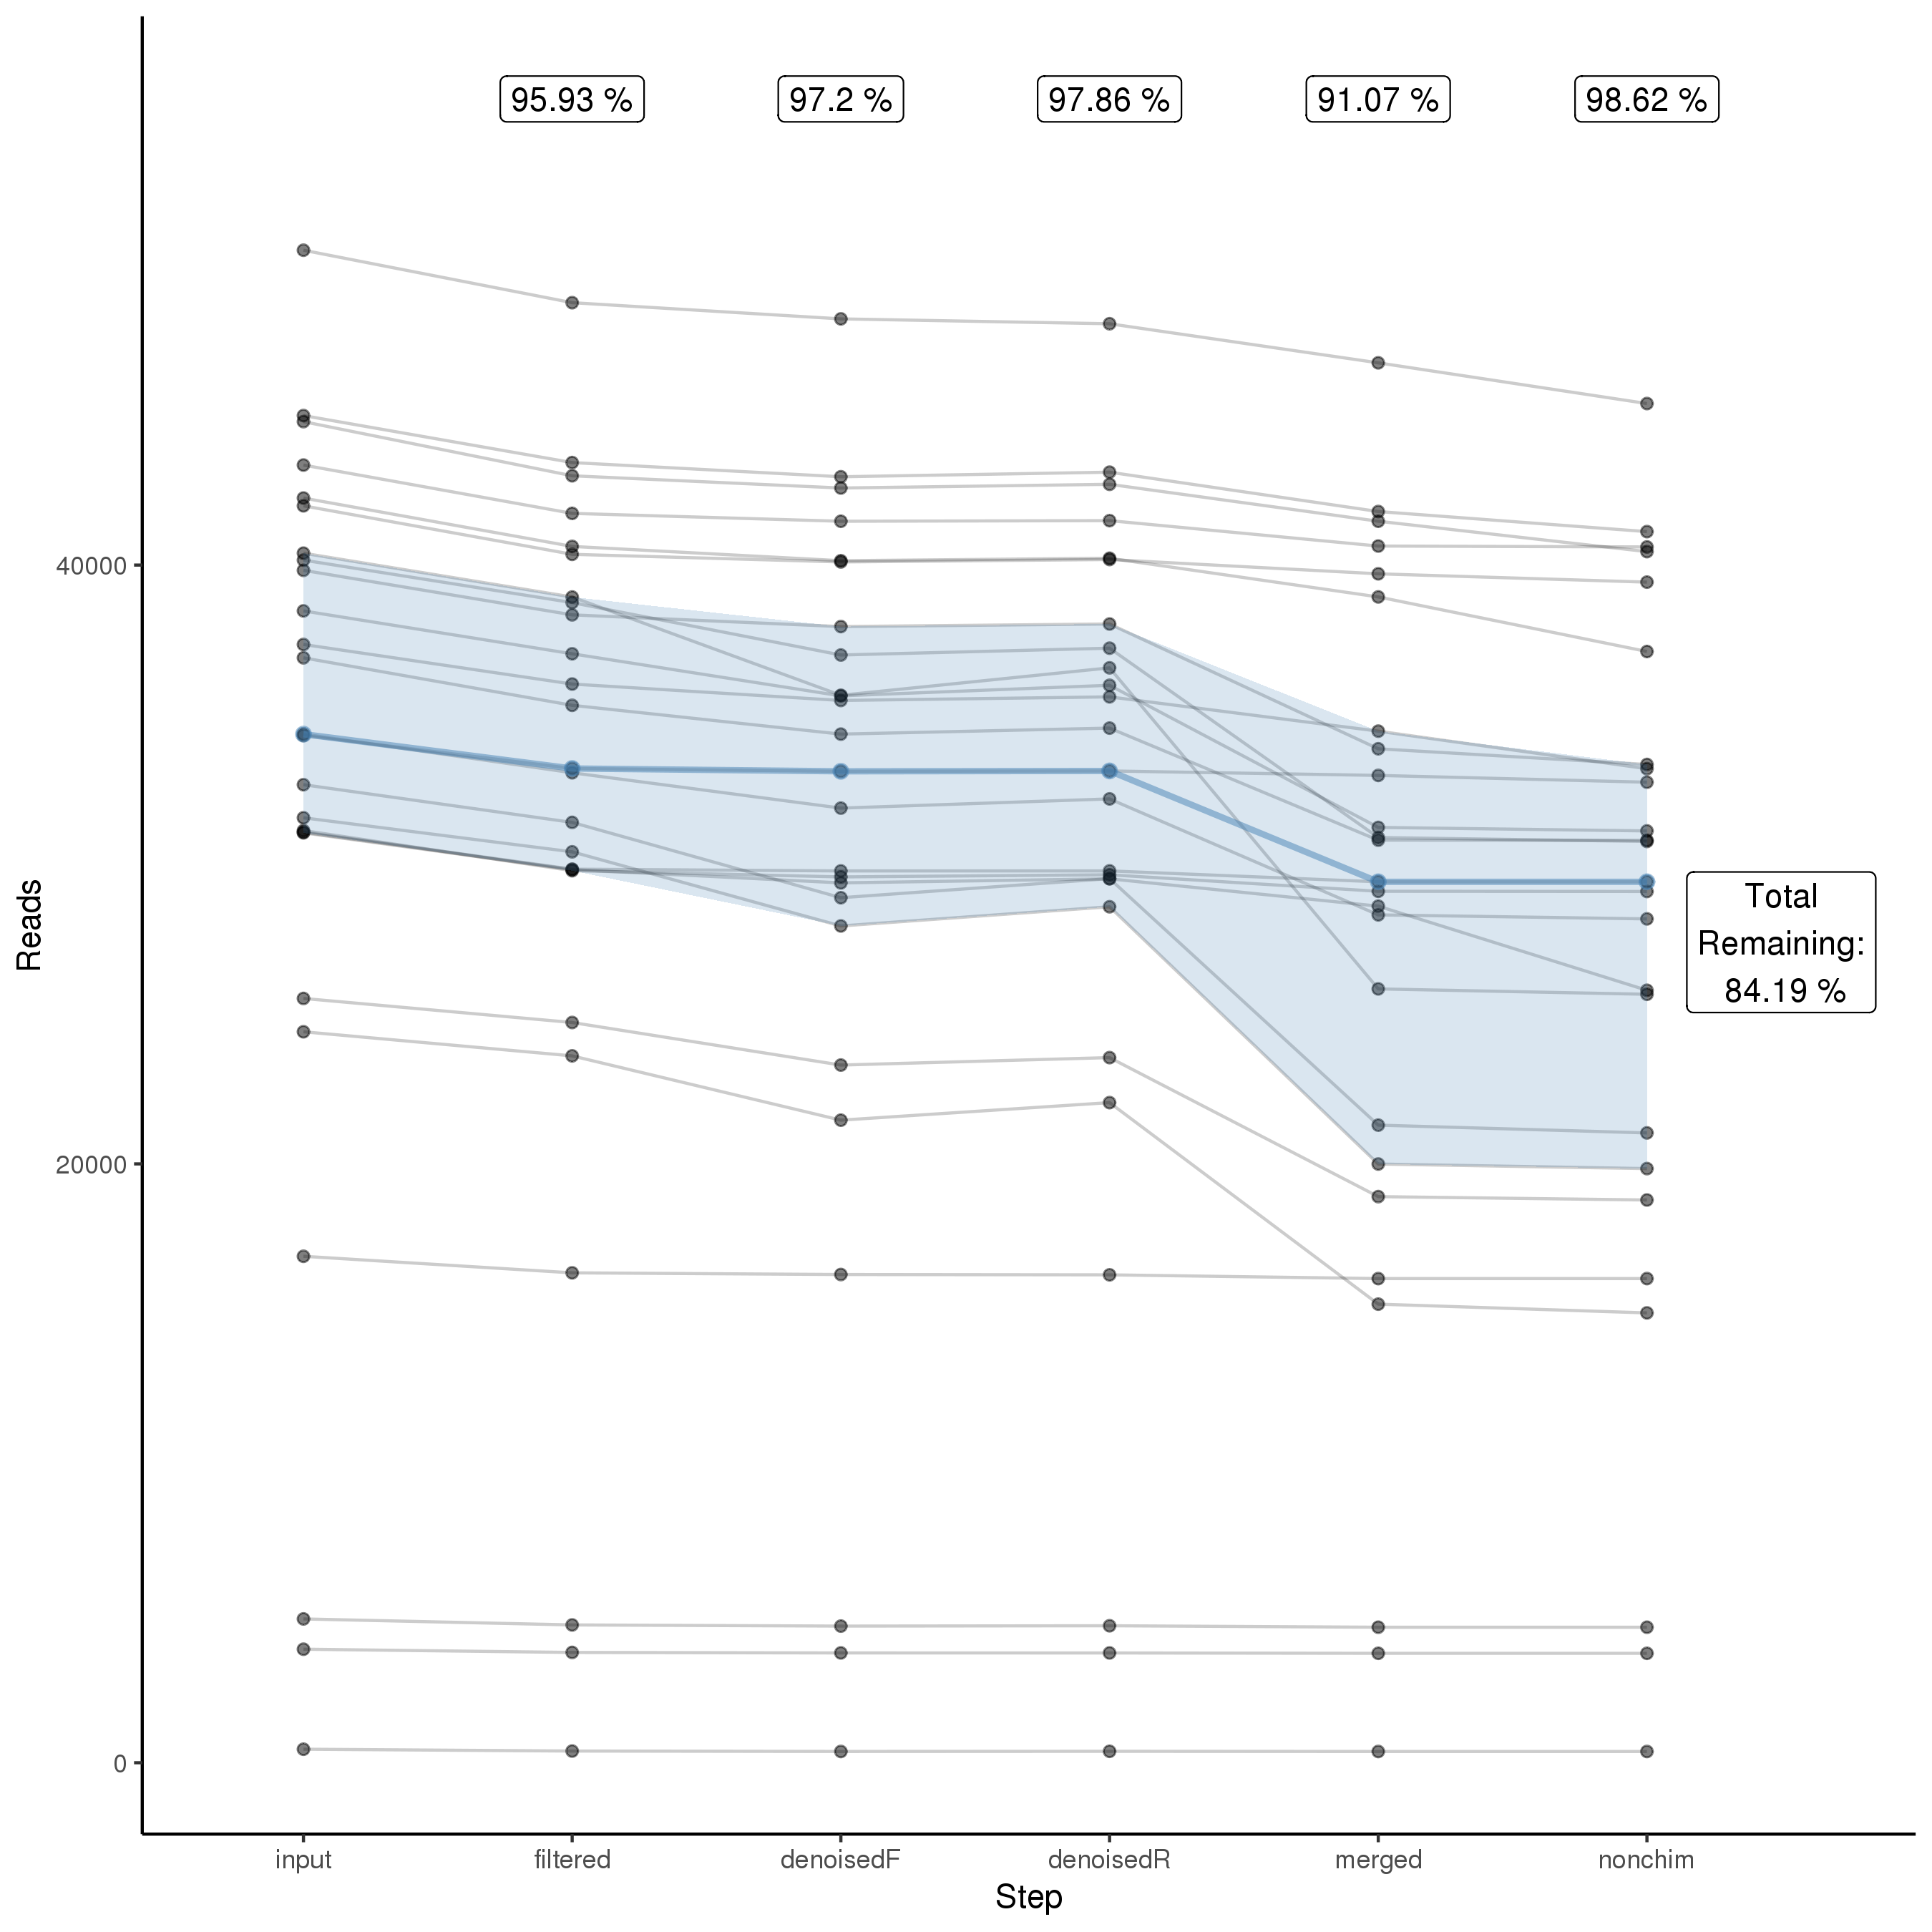 95.93 %
97.2 %
97.86 %
91.07 %
98.62 %
Reads
40000
20000
0
Total
Remaining:
84.19 %
input
filtered
denoisedF
denoisedR
merged
nonchim
Step